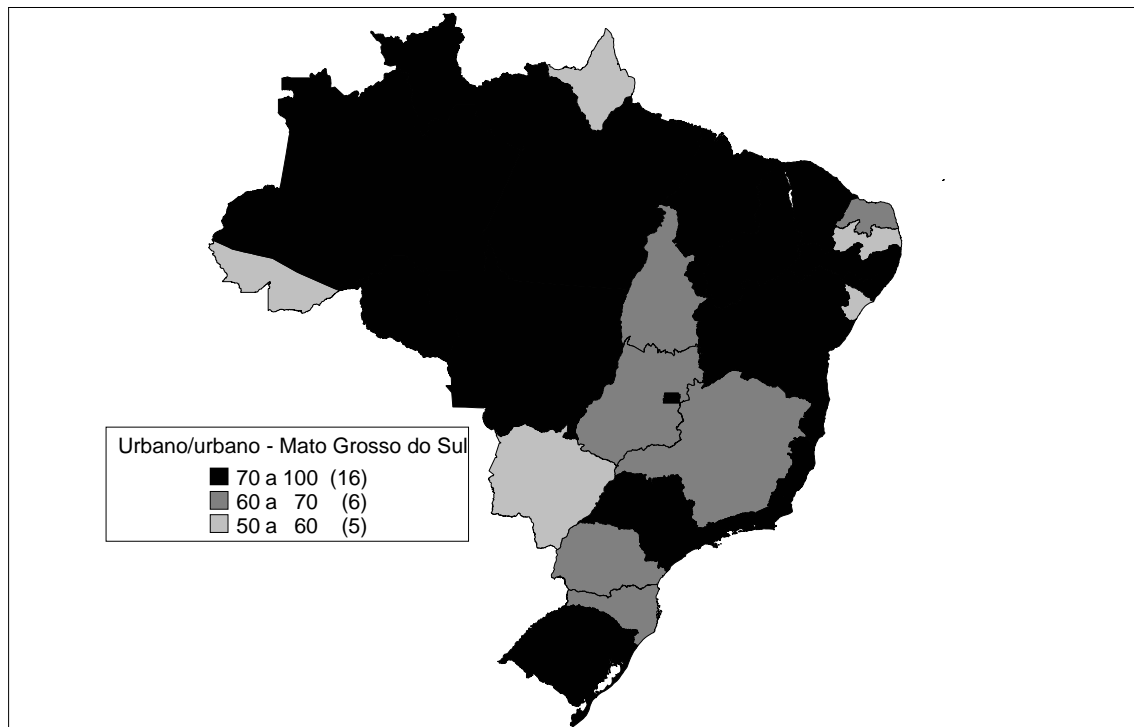 Urbano/urbano - Mato Grosso do Sul
70 a 100 (16)
60 a 70 (6)
50 a 60 (5)